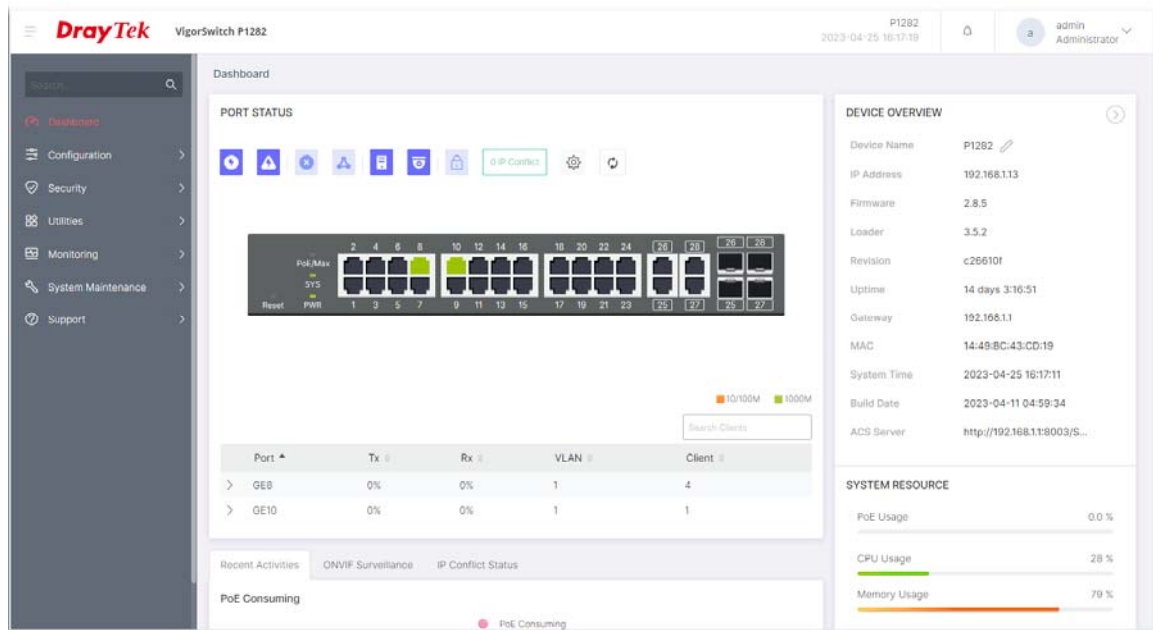 DrayTek VigorSwitch P1282
P1282
2023-04-25 16:17:19
a
admin
Administrator
Search...
Dashboard
Configuration
Security
Utilities
Monitoring
System Maintenance
Support
Dashboard
PORT STATUS
0 IP Conflict
2 4 6 8 10 12 14 16 18 20 22 24 26 28 26 28
PoE/Max
SYS
Reset PWR 1 3 5 7 9 11 13 15 17 19 21 23 25 27 25 27
10/100M 1000M
Search Clients
Port Tx Rx VLAN Client
GE8 0% 0% 1 4
GE10 0% 0% 1 1
Recent Activities ONVIF Surveillance IP Conflict Status
PoE Consuming
PoE Consuming
DEVICE OVERVIEW
Device Name P1282
IP Address 192.168.1.13
Firmware 2.8.5
Loader 3.5.2
Revision c26610f
Uptime 14 days 3:16:51
Gateway 192.168.1.1
MAC 14:49:BC:43:CD:19
System Time 2023-04-25 16:17:11
Build Date 2023-04-11 04:59:34
ACS Server http://192.168.1.1:8003/S...
SYSTEM RESOURCE
PoE Usage 0.0 %
CPU Usage 28 %
Memory Usage 79 %